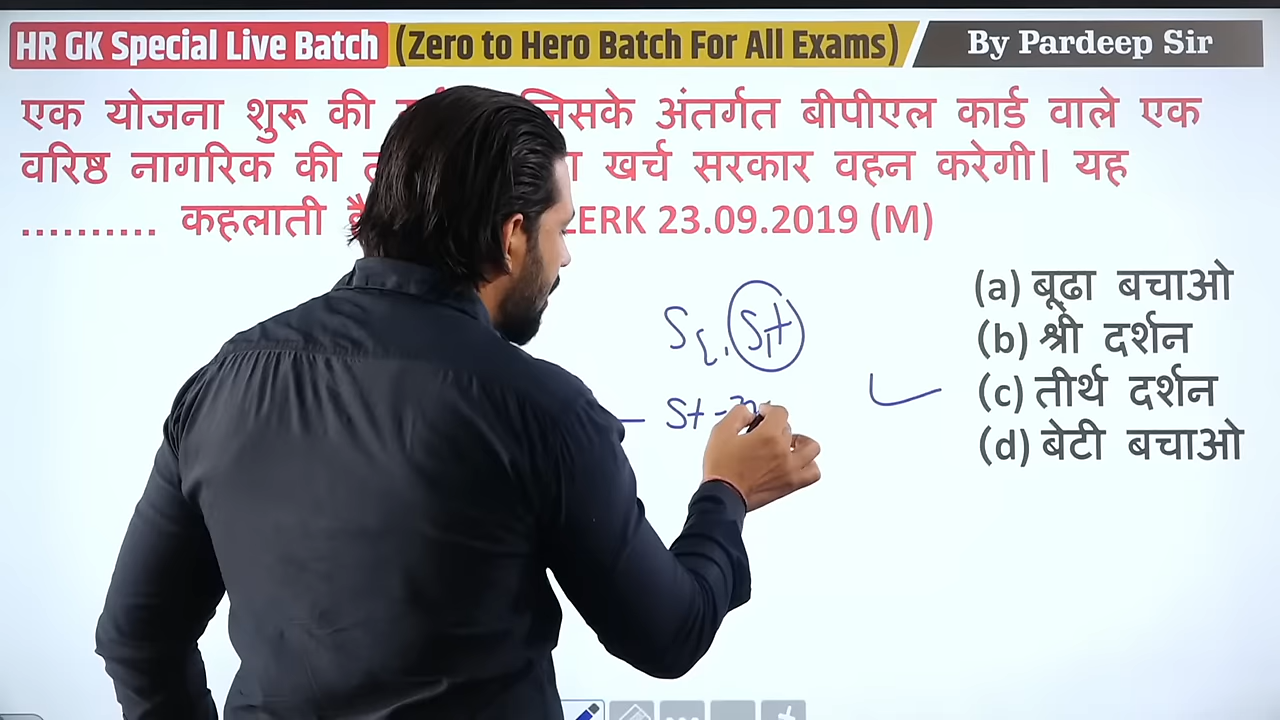 HR GK Special Live Batch (Zero to Hero Batch For All Exams) By Pardeep Sir
एक योजना शुरू की जिसके अंतर्गत बीपीएल कार्ड वाले एक
वरिष्ठ नागरिक की खर्च सरकार वहन करेगी। यह
.......... कहलाती 23.09.2019 (M)
(a) बूढ़ा बचाओ
(b) श्री दर्शन
(c) तीर्थ दर्शन
(d) बेटी बचाओ